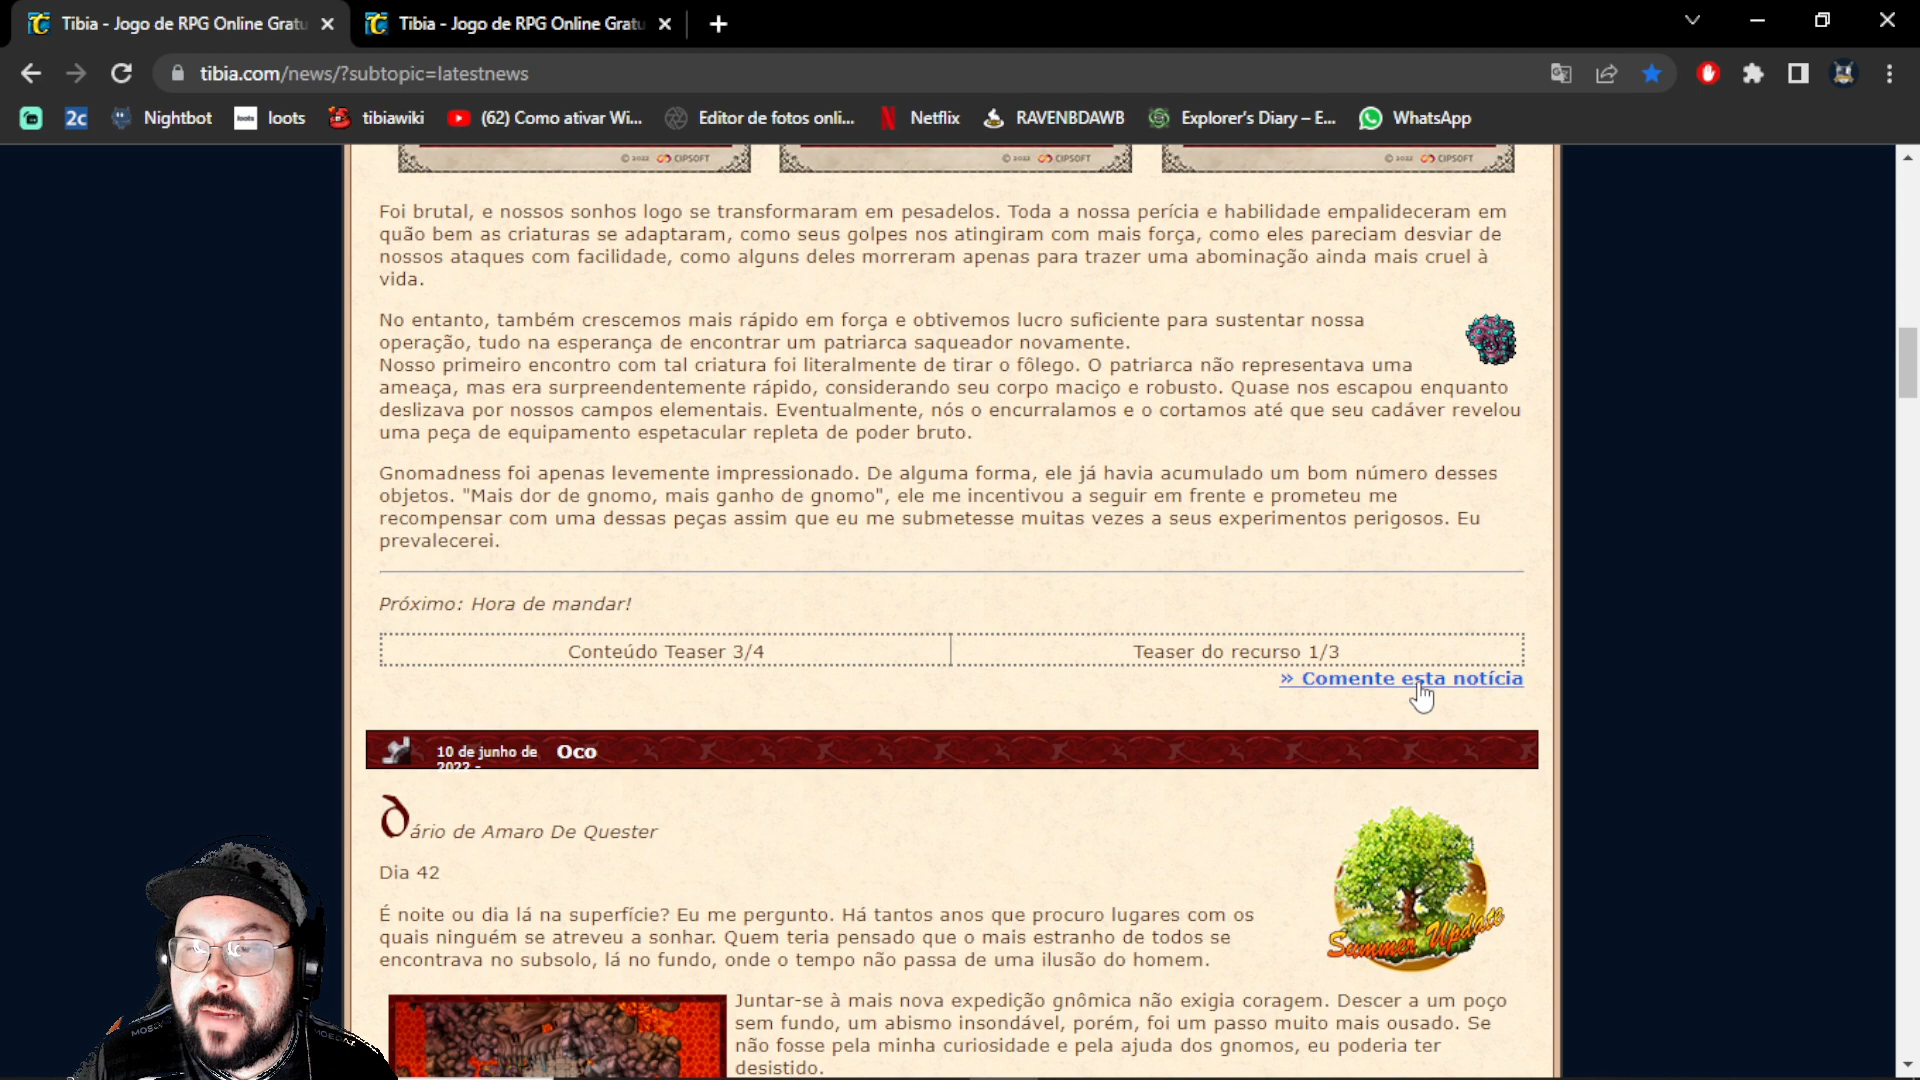 Tibia - Jogo de RPG Online Gratu
Tibia - Jogo de RPG Online Gratu
tibia.com/news/?subtopic=latestnews
2c
Nightbot
loots
loots
tibiawiki
(62) Como ativar Wi...
Editor de fotos onli...
Netflix
RAVENBDAWB
Explorer's Diary – E...
WhatsApp
© 2022 CIPSOFT
© 2022 CIPSOFT
© 2022 CIPSOFT
Foi brutal, e nossos sonhos logo se transformaram em pesadelos. Toda a nossa perícia e habilidade empalideceram em
quão bem as criaturas se adaptaram, como seus golpes nos atingiram com mais força, como eles pareciam desviar de
nossos ataques com facilidade, como alguns deles morreram apenas para trazer uma abominação ainda mais cruel à
vida.
No entanto, também crescemos mais rápido em força e obtivemos lucro suficiente para sustentar nossa
operação, tudo na esperança de encontrar um patriarca saqueador novamente.
Nosso primeiro encontro com tal criatura foi literalmente de tirar o fôlego. O patriarca não representava uma
ameaça, mas era surpreendentemente rápido, considerando seu corpo maciço e robusto. Quase nos escapou enquanto
deslizava por nossos campos elementais. Eventualmente, nós o encurralamos e o cortamos até que seu cadáver revelou
uma peça de equipamento espetacular repleta de poder bruto.
Gnomadness foi apenas levemente impressionado. De alguma forma, ele já havia acumulado um bom número desses
objetos. "Mais dor de gnomo, mais ganho de gnomo", ele me incentivou a seguir em frente e prometeu me
recompensar com uma dessas peças assim que eu me submetesse muitas vezes a seus experimentos perigosos. Eu
prevalecerei.
Próximo: Hora de mandar!
Conteúdo Teaser 3/4
Teaser do recurso 1/3
» Comente esta notícia
10 de junho de
2022 -
Oco
Dário de Amaro De Quester
Dia 42
É noite ou dia lá na superfície? Eu me pergunto. Há tantos anos que procuro lugares com os
quais ninguém se atreveu a sonhar. Quem teria pensado que o mais estranho de todos se
encontrava no subsolo, lá no fundo, onde o tempo não passa de uma ilusão do homem.
Summer Update
Juntar-se à mais nova expedição gnômica não exigia coragem. Descer a um poço
sem fundo, um abismo insondável, porém, foi um passo muito mais ousado. Se
não fosse pela minha curiosidade e pela ajuda dos gnomos, eu poderia ter
desistido.